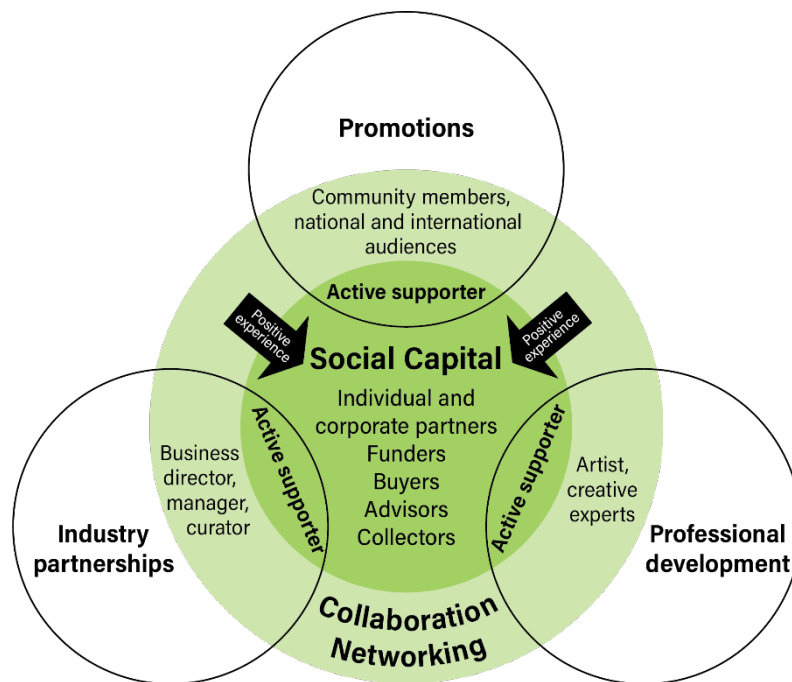 Promotions
Community members,
national and international
audiences
Active supporter
Positive
experience
Positive
experience
Social Capital
Individual and
corporate partners
Funders
Buyers
Advisors
Collectors
Active supporter
Active supporter
Business
director,
manager,
curator
Industry
partnerships
Artist,
creative
experts
Professional
development
Collaboration
Networking